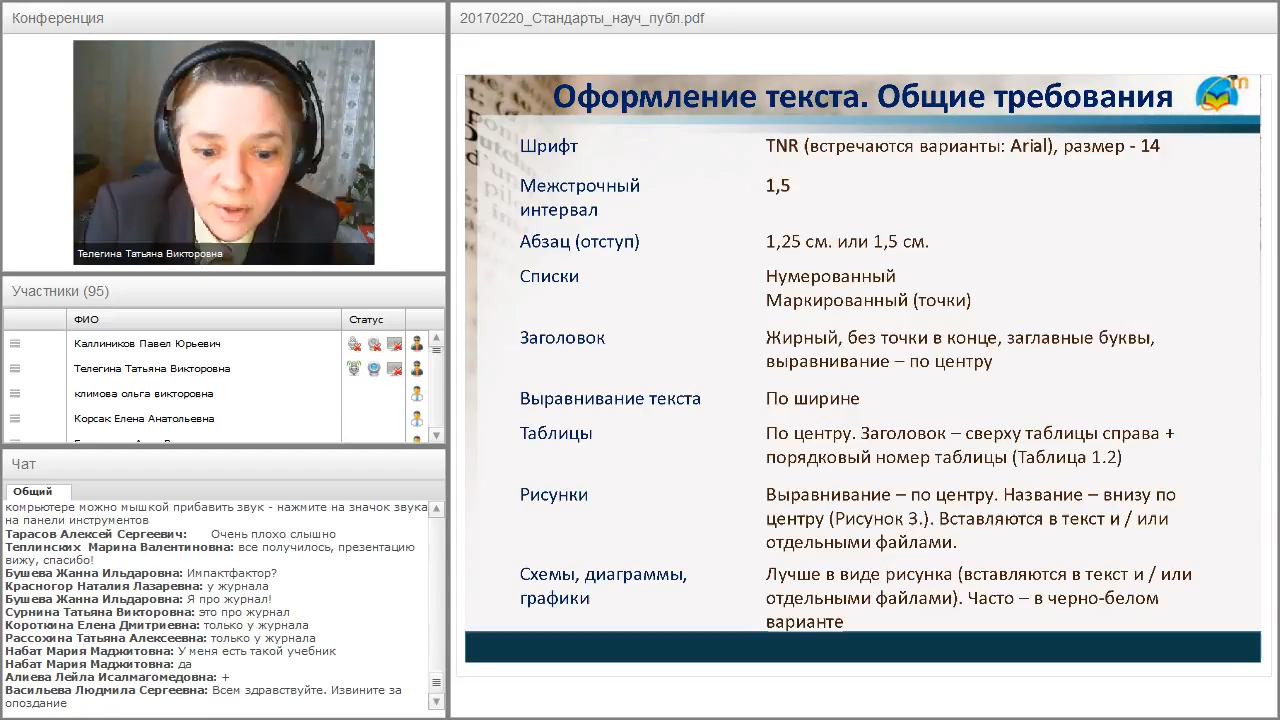 Конференция
Телегина Татьяна Викторовна
Участники (95)
ФИО Статус
Каллиников Павел Юрьевич
Телегина Татьяна Викторовна
климова ольга викторовна
Корсак Елена Анатольевна
Чат
Общий
компьютере можно мышкой прибавить звук - нажмите на значок звука
на панели инструментов
Тарасов Алексей Сергеевич: Очень плохо слышно
Теплинских Марина Валентиновна: все получилось, презентацию
вижу, спасибо!
Бушева Жанна Ильдаровна: Импактфактор?
Красногор Наталия Лазаревна: у журнала
Бушева Жанна Ильдаровна: Я про журнал!
Сурнина Татьяна Викторовна: это про журнал
Короткина Елена Дмитриевна: только у журнала
Рассохина Татьяна Алексеевна: только у журнала
Набат Мария Маджитовна: У меня есть такой учебник
Набат Мария Маджитовна: да
Алиева Лейла Исалмагомедовна: +
Васильева Людмила Сергеевна: Всем здравствуйте. Извините за
опоздание
20170220_Стандарты_науч_публ.pdf
Оформление текста. Общие требования
Шрифт TNR (встречаются варианты: Arial), размер - 14
Межстрочный 1,5
интервал
Абзац (отступ) 1,25 см. или 1,5 см.
Списки Нумерованный
Маркированный (точки)
Заголовок Жирный, без точки в конце, заглавные буквы,
выравнивание – по центру
Выравнивание текста По ширине
Таблицы По центру. Заголовок – сверху таблицы справа +
порядковый номер таблицы (Таблица 1.2)
Рисунки Выравнивание – по центру. Название – внизу по
центру (Рисунок 3.). Вставляются в текст и / или
отдельными файлами.
Схемы, диаграммы, Лучше в виде рисунка (вставляются в текст и / или
графики отдельными файлами). Часто – в черно-белом
варианте